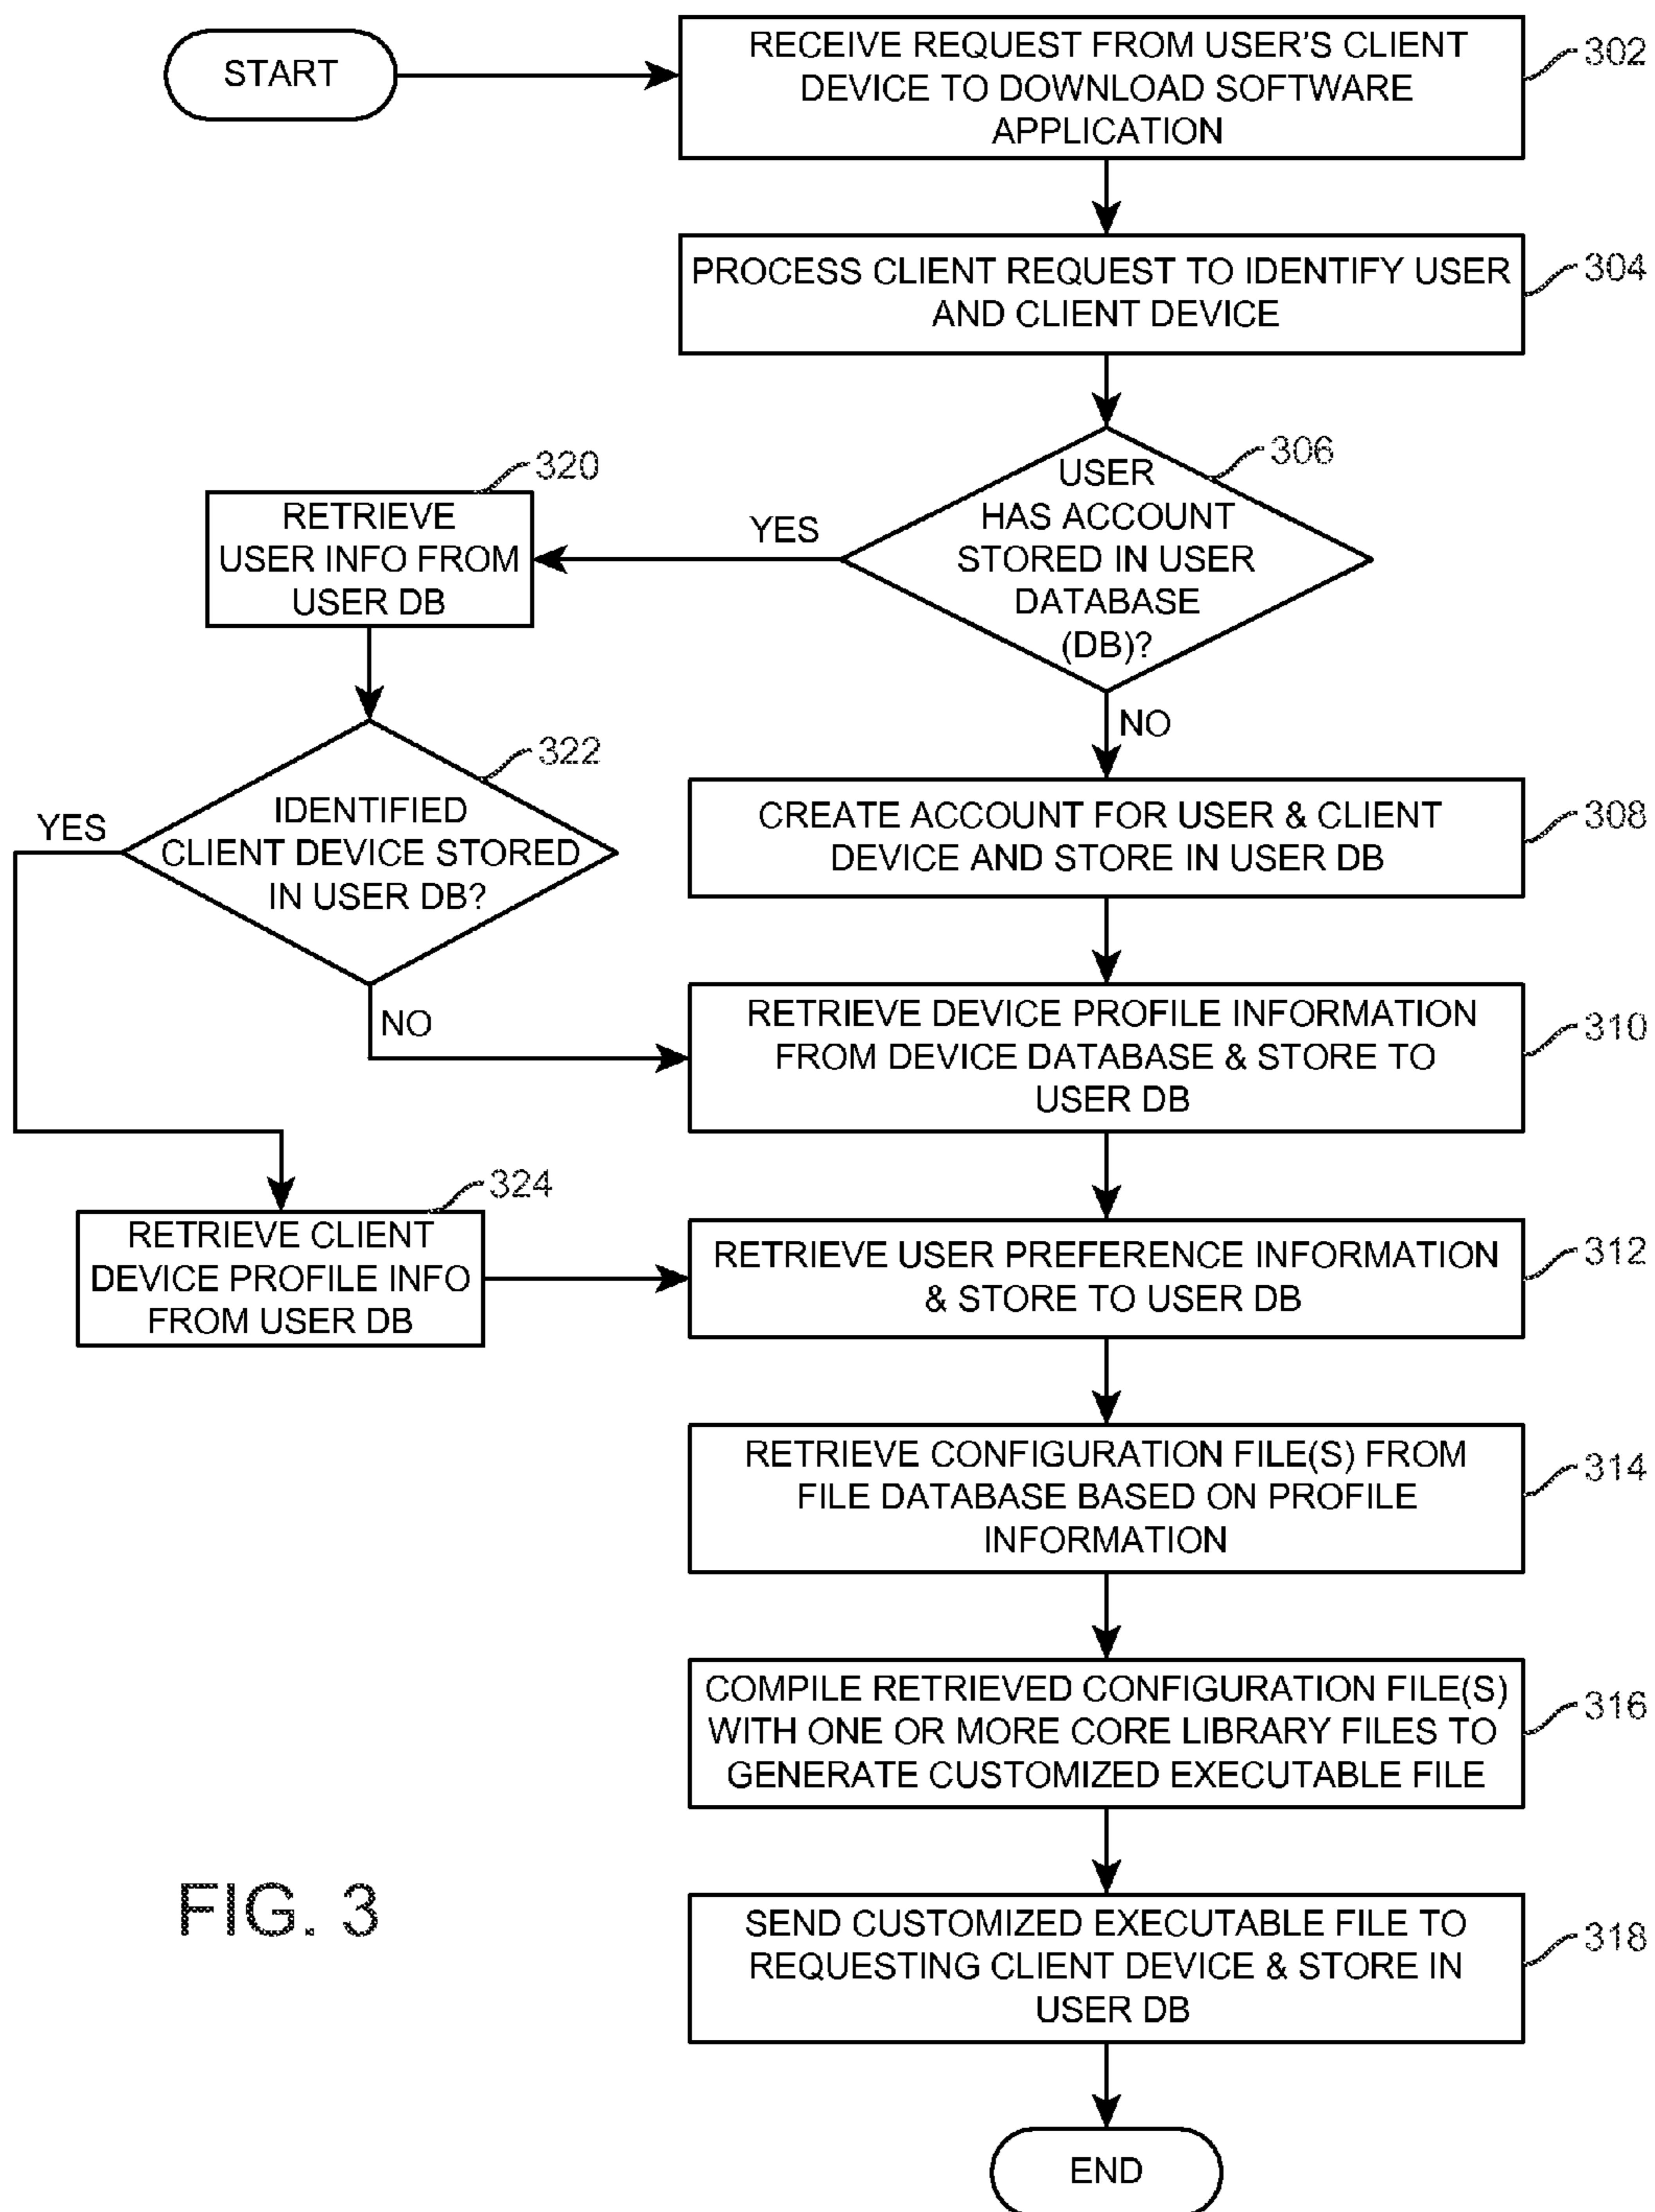 START
RECEIVE REQUEST FROM USER'S CLIENT
DEVICE TO DOWNLOAD SOFTWARE
APPLICATION
302
PROCESS CLIENT REQUEST TO IDENTIFY USER
AND CLIENT DEVICE
304
USER
HAS ACCOUNT
STORED IN USER
DATABASE
(DB)?
306
YES
NO
320
RETRIEVE
USER INFO FROM
USER DB
322
IDENTIFIED
CLIENT DEVICE STORED
IN USER DB?
YES
NO
CREATE ACCOUNT FOR USER & CLIENT
DEVICE AND STORE IN USER DB
308
RETRIEVE DEVICE PROFILE INFORMATION
FROM DEVICE DATABASE & STORE TO
USER DB
310
324
RETRIEVE CLIENT
DEVICE PROFILE INFO
FROM USER DB
RETRIEVE USER PREFERENCE INFORMATION
& STORE TO USER DB
312
RETRIEVE CONFIGURATION FILE(S) FROM
FILE DATABASE BASED ON PROFILE
INFORMATION
314
COMPILE RETRIEVED CONFIGURATION FILE(S)
WITH ONE OR MORE CORE LIBRARY FILES TO
GENERATE CUSTOMIZED EXECUTABLE FILE
316
SEND CUSTOMIZED EXECUTABLE FILE TO
REQUESTING CLIENT DEVICE & STORE IN
USER DB
318
FIG. 3
END